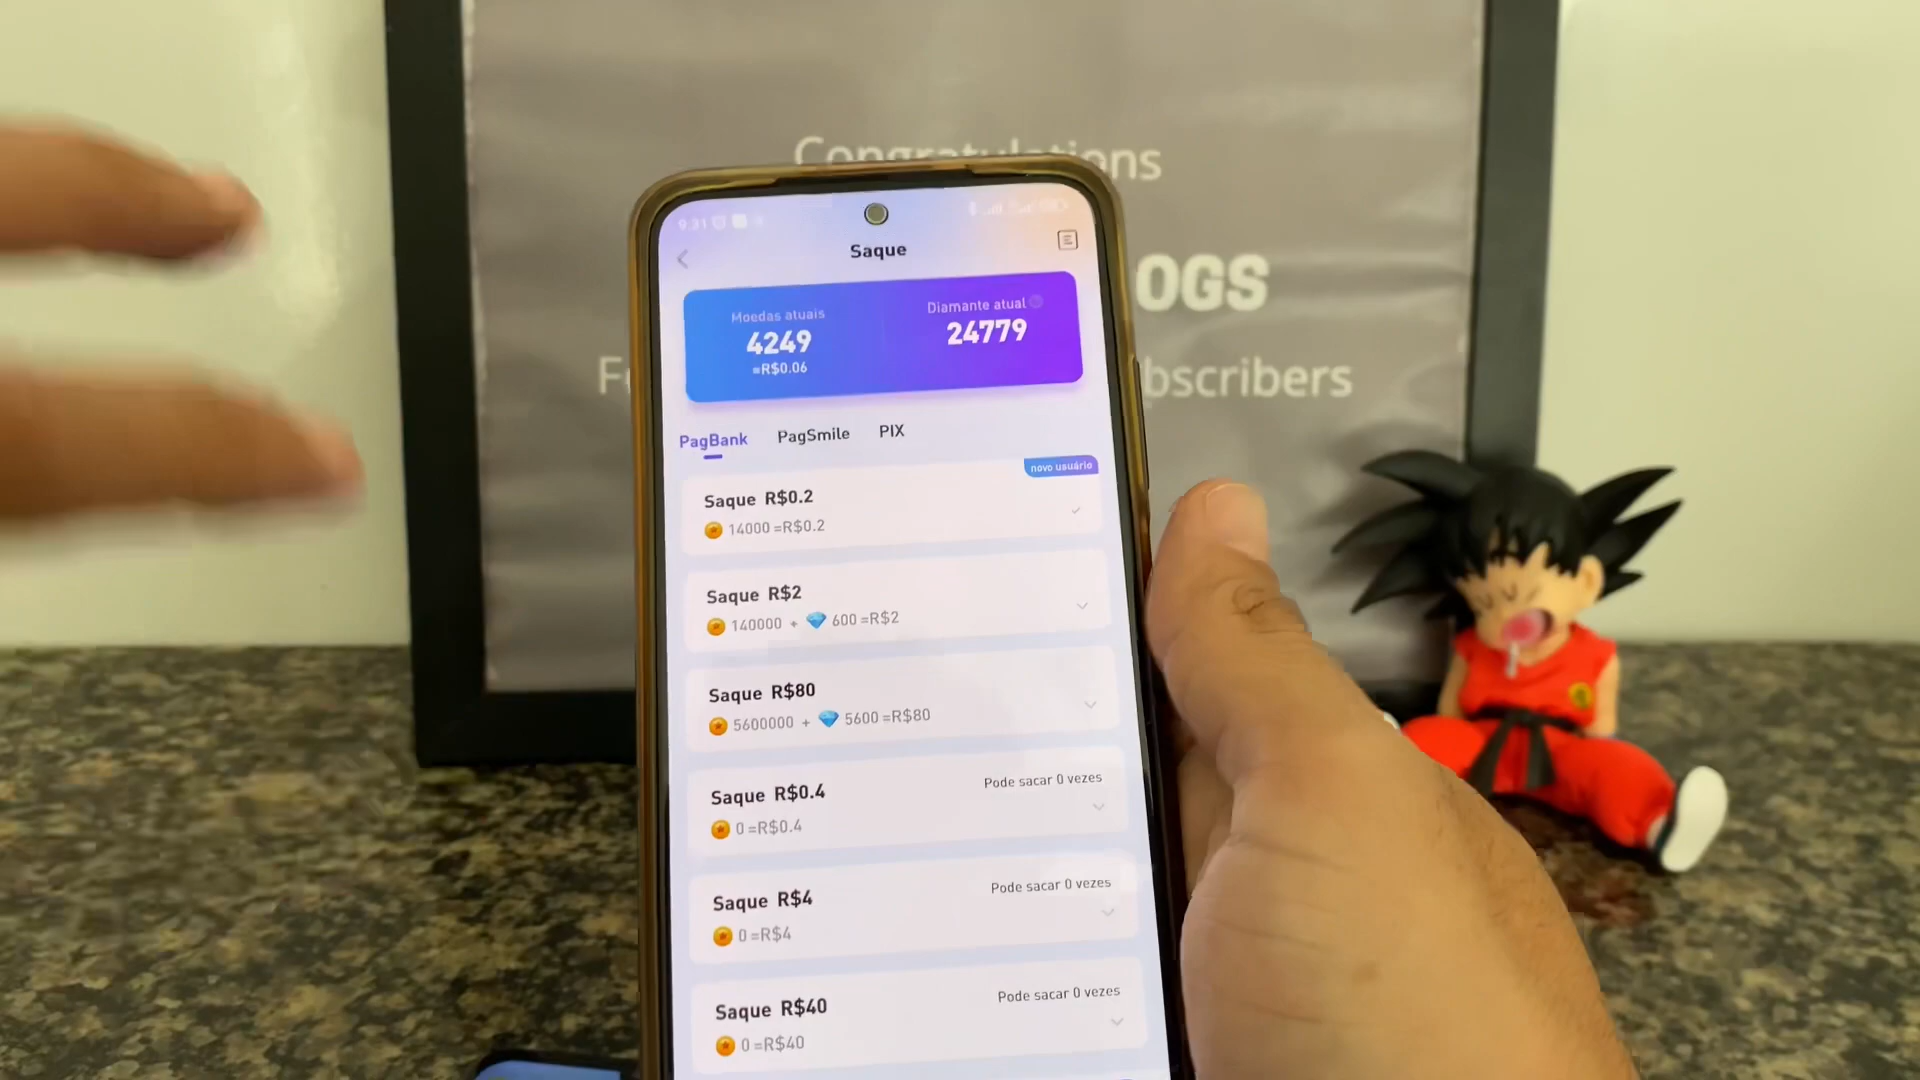 Congratulations
OGS
bscribers
9:31
Saque
Moedas atuais
4249
=R$0.06
Diamante atual
24779
PagBank PagSmile PIX
novo usuário
Saque R$0.2
14000 =R$0.2
Saque R$2
140000 + 600 =R$2
Saque R$80
5600000 + 5600 =R$80
Saque R$0.4
Pode sacar 0 vezes
0 =R$0.4
Saque R$4
Pode sacar 0 vezes
0 =R$4
Saque R$40
Pode sacar 0 vezes
0 =R$40